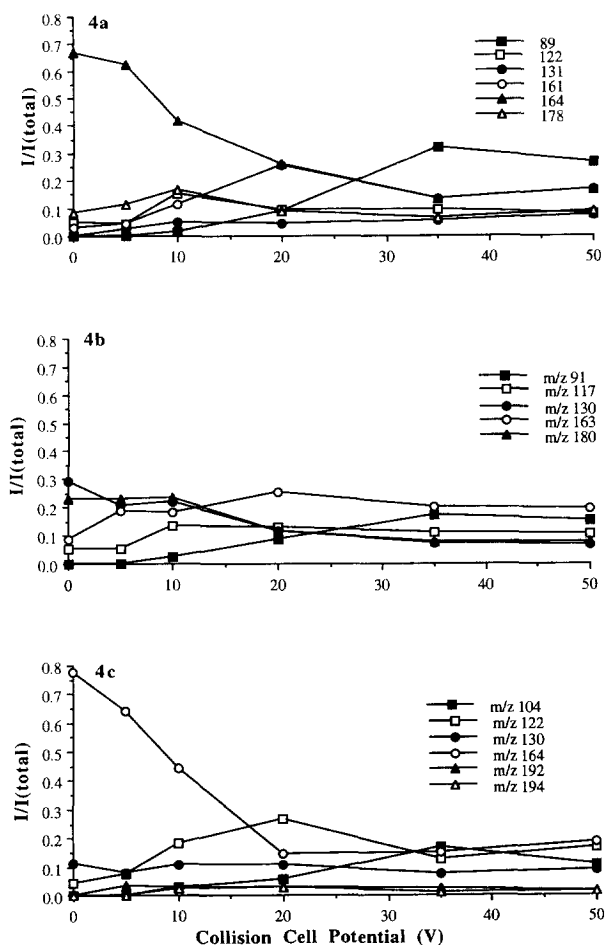 4a
0.8
0.7
0.6
0.5
0.4
0.3
0.2
0.1
0.0
I/I(total)
89
122
131
161
164
178
0 10 20 30 40 50
4b
0.8
0.7
0.6
0.5
0.4
0.3
0.2
0.1
0.0
I/I(total)
m/z 91
m/z 117
m/z 130
m/z 163
m/z 180
0 10 20 30 40 50
4c
0.8
0.7
0.6
0.5
0.4
0.3
0.2
0.1
0.0
I/I(total)
m/z 104
m/z 122
m/z 130
m/z 164
m/z 192
m/z 194
0 10 20 30 40 50
Collision Cell Potential (V)